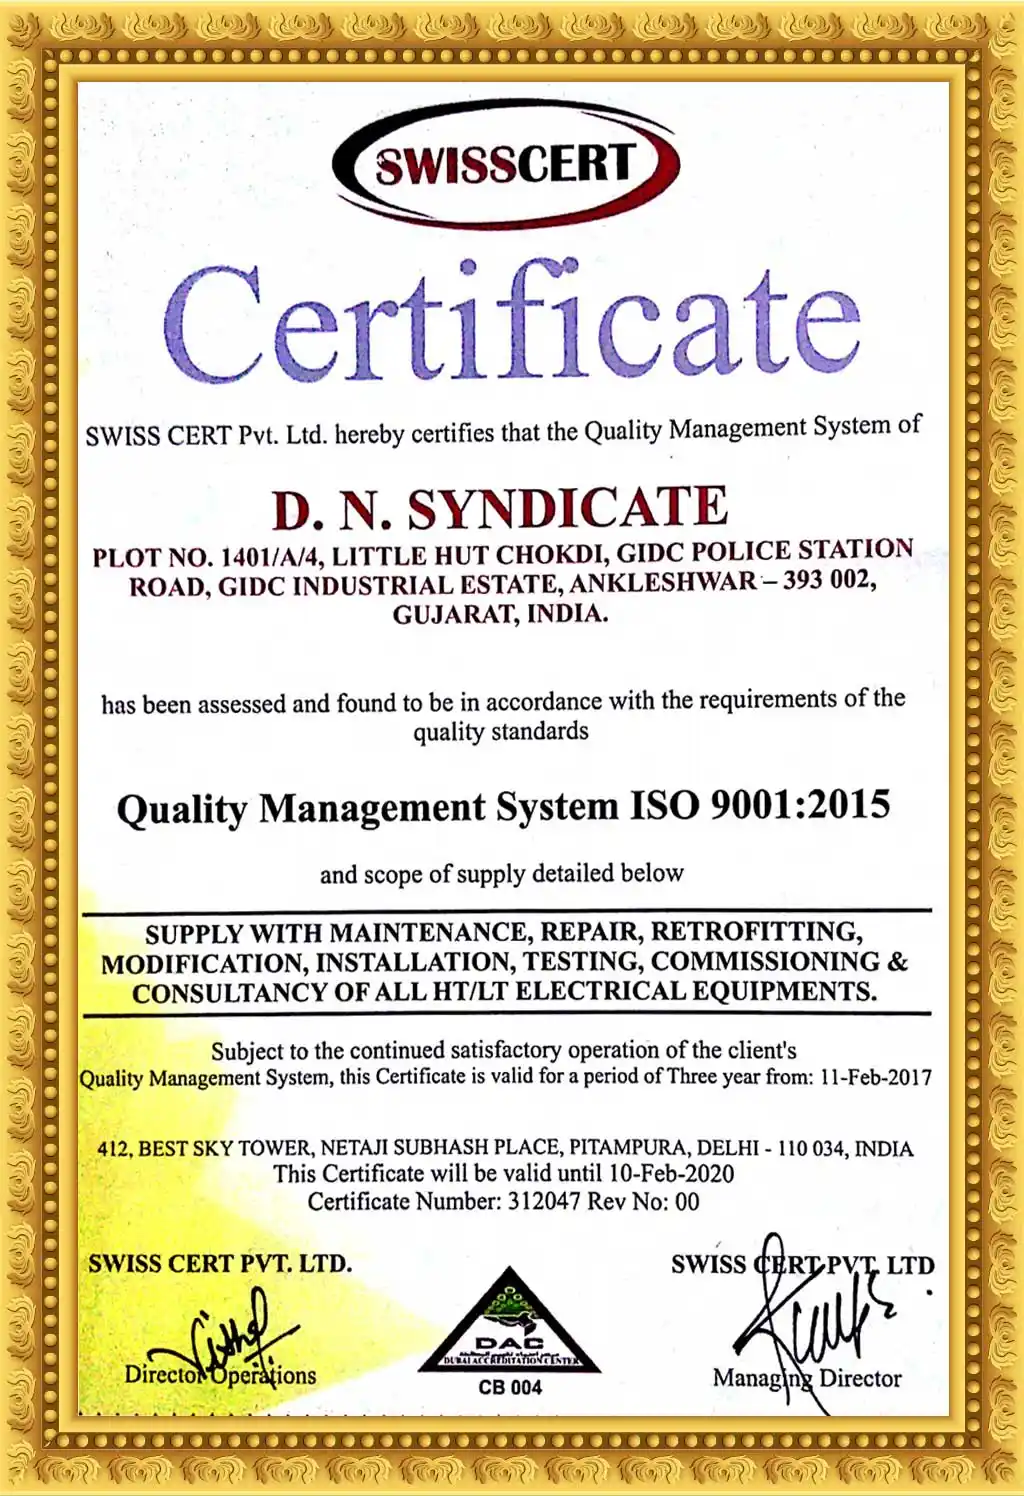 SWISSCERT
Certificate
SWISS CERT Pvt. Ltd. hereby certifies that the Quality Management System of
D. N. SYNDICATE
PLOT NO. 1401/A/4, LITTLE HUT CHOKDI, GIDC POLICE STATION
ROAD, GIDC INDUSTRIAL ESTATE, ANKLESHWAR – 393 002,
GUJARAT, INDIA.
has been assessed and found to be in accordance with the requirements of the
quality standards
Quality Management System ISO 9001:2015
and scope of supply detailed below
SUPPLY WITH MAINTENANCE, REPAIR, RETROFITTING,
MODIFICATION, INSTALLATION, TESTING, COMMISSIONING &
CONSULTANCY OF ALL HT/LT ELECTRICAL EQUIPMENTS.
Subject to the continued satisfactory operation of the client's
Quality Management System, this Certificate is valid for a period of Three year from: 11-Feb-2017
412, BEST SKY TOWER, NETAJI SUBHASH PLACE, PITAMPURA, DELHI - 110 034, INDIA
This Certificate will be valid until 10-Feb-2020
Certificate Number: 312047 Rev No: 00
SWISS CERT PVT. LTD.
SWISS CERT PVT. LTD
Director Operations
DAC
DUBAI ACCREDITATION CENTER
CB 004
Managing Director